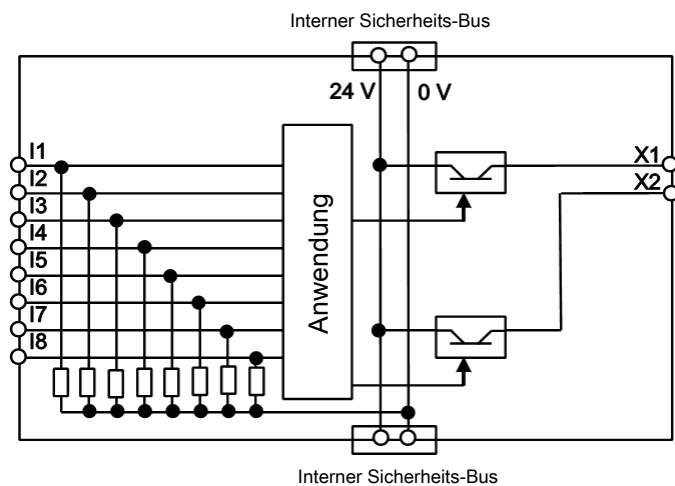 Interner Sicherheits-Bus
24 V
0 V
I1
I2
I3
I4
I5
I6
I7
I8
Anwendung
X1
X2
Interner Sicherheits-Bus